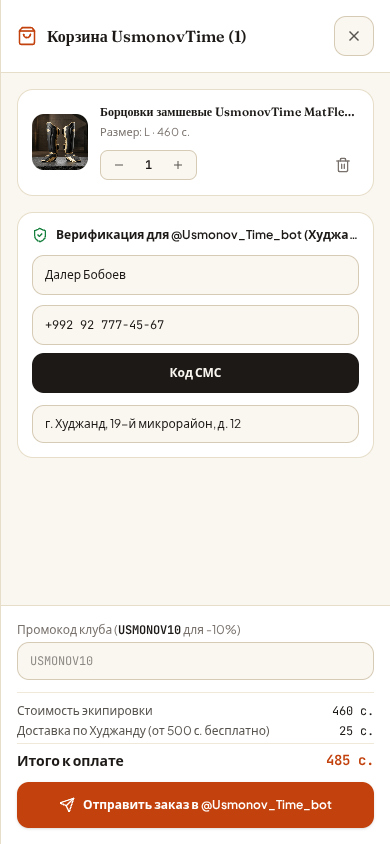 Корзина UsmonovTime (1)
Борцовки замшевые UsmonovTime MatFle...
Размер: L · 460 с.
1
Верификация для @Usmonov_Time_bot (Худжа...
Далер Бобоев
+992 92 777-45-67
Код СМС
г. Худжанд, 19-й микрорайон, д. 12
Промокод клуба (USMONOV10 для -10%)
USMONOV10
Стоимость экипировки 460 с.
Доставка по Худжанду (от 500 с. бесплатно) 25 с.
Итого к оплате 485 с.
Отправить заказ в @Usmonov_Time_bot